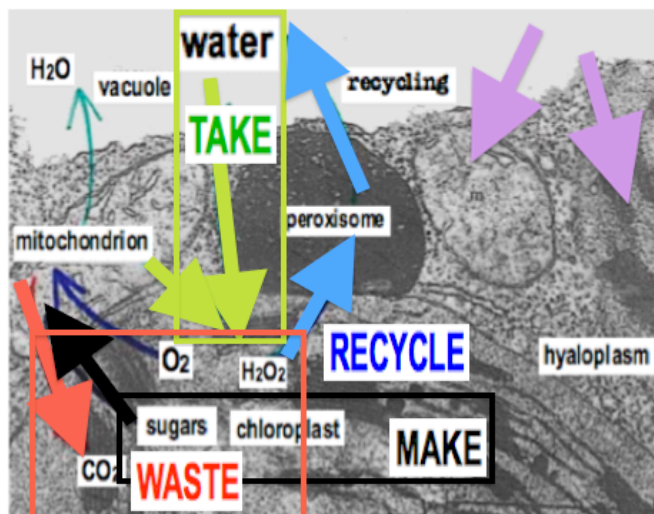 water
H₂O
vacuole
recycling
TAKE
peroxisome
m
mitochondrion
O₂
H₂O₂
RECYCLE
hyaloplasm
sugars
chloroplast
MAKE
CO₂
WASTE